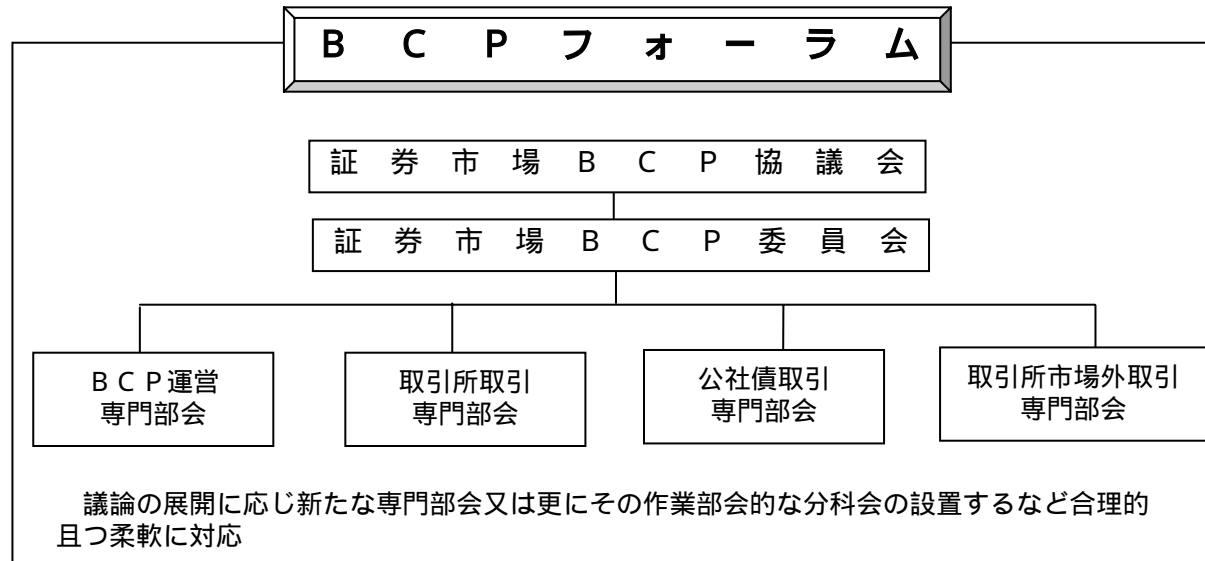 BCPフォーラム
証券市場BCP協議会
証券市場BCP委員会
BCP運営
専門部会
取引所取引
専門部会
公社債取引
専門部会
取引所市場外取引
専門部会
議論の展開に応じ新たな専門部会又は更にその作業部会的な分科会の設置するなど合理的
且つ柔軟に対応